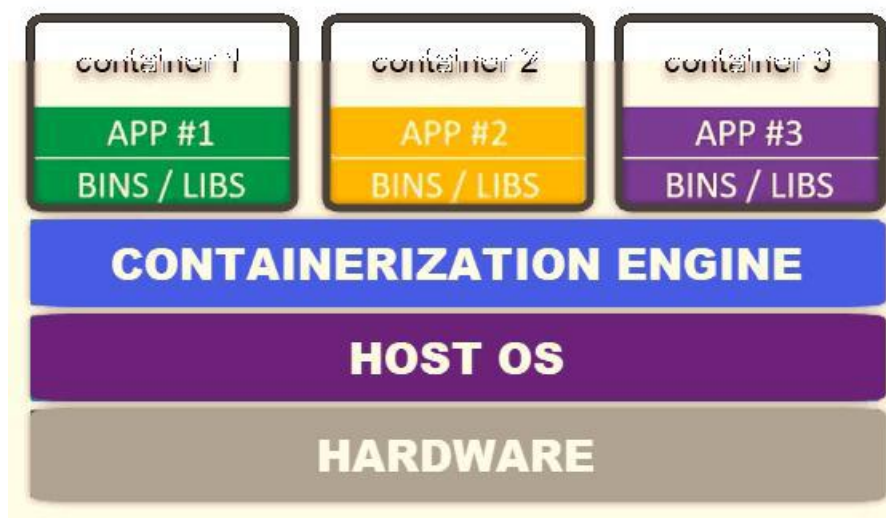 container 1 container 2 container 3
APP #1 APP #2 APP #3
BINS / LIBS BINS / LIBS BINS / LIBS
CONTAINERIZATION ENGINE
HOST OS
HARDWARE